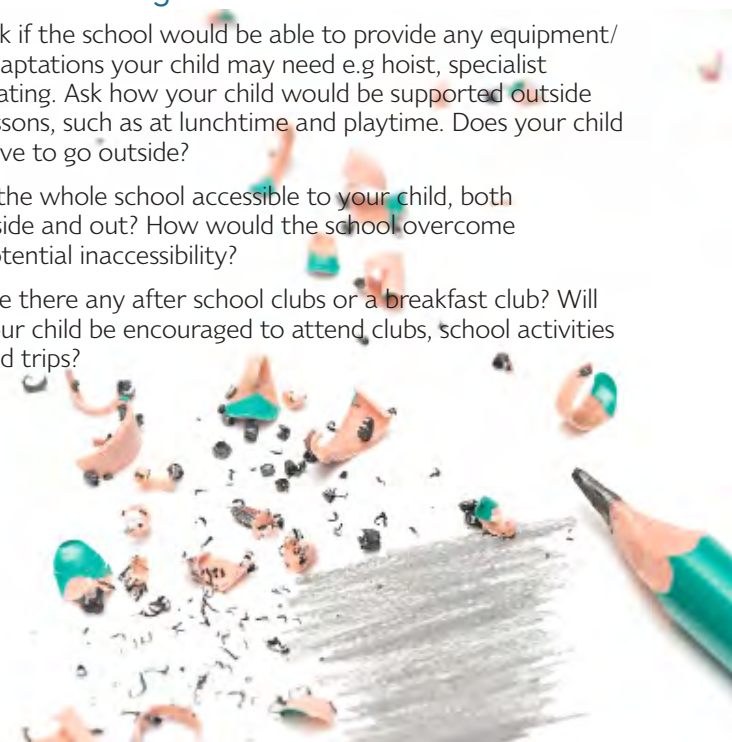 k if the school would be able to provide any equipment/
aptations your child may need e.g hoist, specialist
ating. Ask how your child would be supported outside
ssons, such as at lunchtime and playtime. Does your child
ve to go outside?
the whole school accessible to your child, both
side and out? How would the school overcome
otential inaccessibility?
e there any after school clubs or a breakfast club? Will
ur child be encouraged to attend clubs, school activities
d trips?